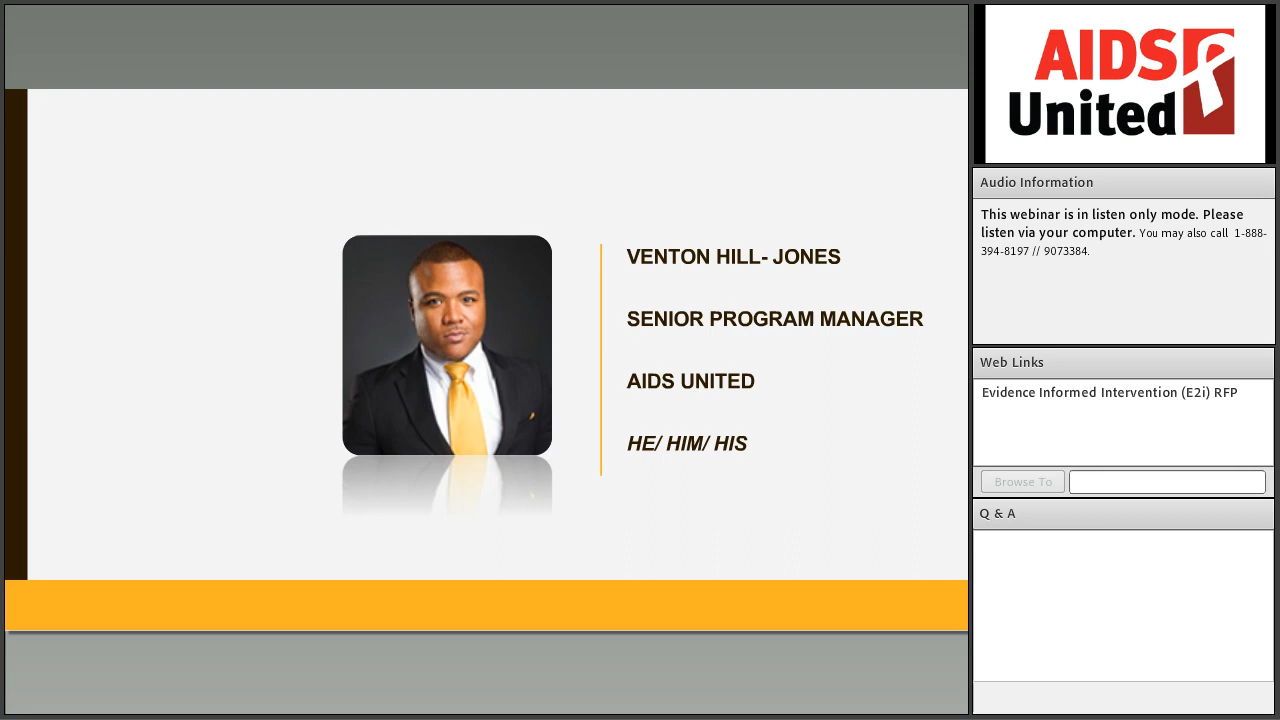 VENTON HILL- JONES
SENIOR PROGRAM MANAGER
AIDS UNITED
HE/ HIM/ HIS
AIDS
United
Audio Information
This webinar is in listen only mode. Please
listen via your computer. You may also call 1-888-
394-8197 // 9073384.
Web Links
Evidence Informed Intervention (E2i) RFP
Browse To
Q & A